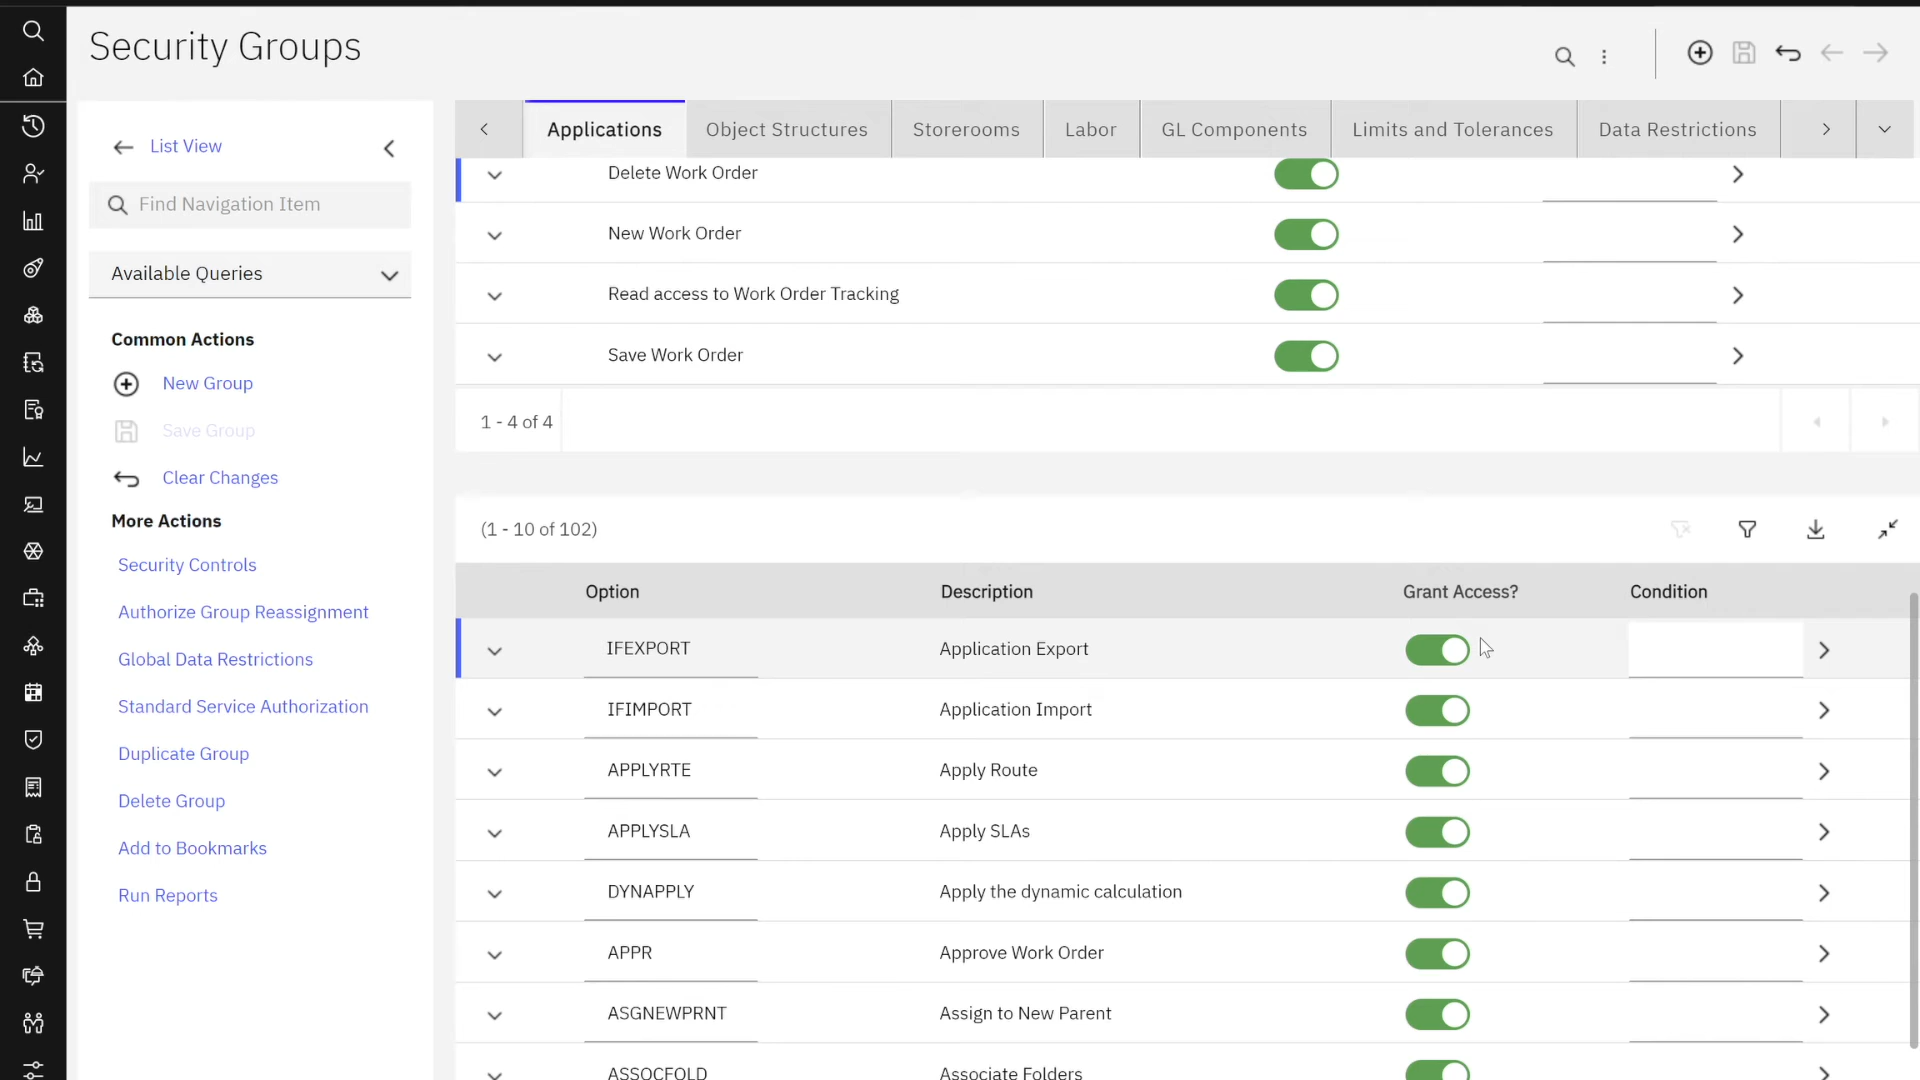 Security Groups
List View
Find Navigation Item
Available Queries
Common Actions
New Group
Save Group
Clear Changes
More Actions
Security Controls
Authorize Group Reassignment
Global Data Restrictions
Standard Service Authorization
Duplicate Group
Delete Group
Add to Bookmarks
Run Reports
Applications Object Structures Storerooms Labor GL Components Limits and Tolerances Data Restrictions
Delete Work Order
New Work Order
Read access to Work Order Tracking
Save Work Order
1 - 4 of 4
(1 - 10 of 102)
Option Description Grant Access? Condition
IFEXPORT Application Export
IFIMPORT Application Import
APPLYRTE Apply Route
APPLYSLA Apply SLAs
DYNAPPLY Apply the dynamic calculation
APPR Approve Work Order
ASGNEWPRNT Assign to New Parent
ASSOCFOLD Associate Folders